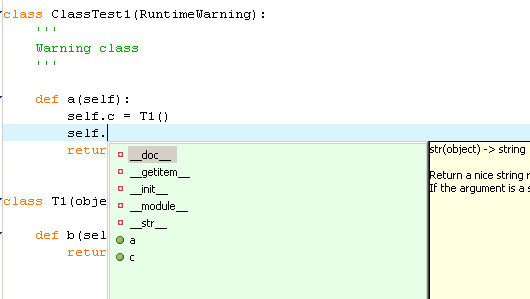 class ClassTest1(RuntimeWarning):
'''
Warning class
'''
def a(self):
self.c = T1()
self.
retur
__doc__
__getitem__
__init__
__module__
__str__
a
c
str(object) -> string
Return a nice string r
If the argument is a s
class T1(obje
def b(sel
retur